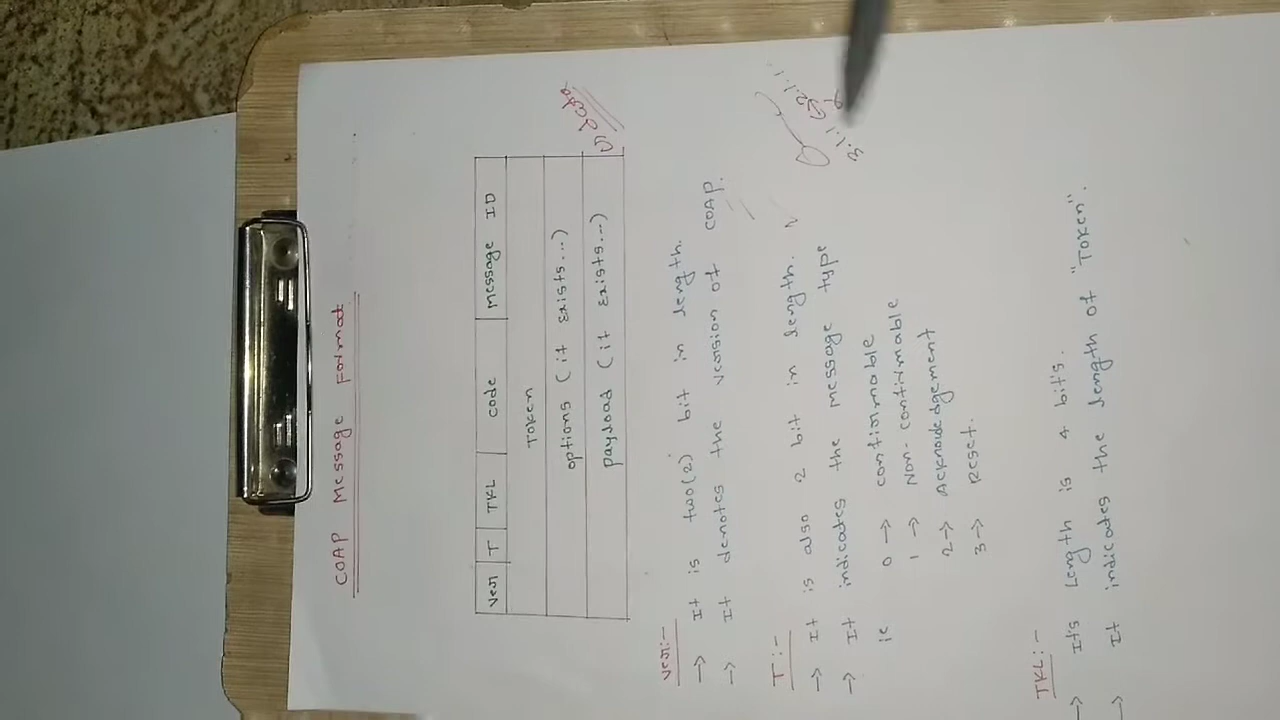 COAP Message Format
Ver T TKL code Message ID
Token
options (if Exists...)
payload (if Exists...)
Ver:-
→ It is two(2) bit in length.
→ It denotes the version of COAP.
T:-
→ It is also 2 bit in length.
→ It indicates the message type
ie 0 → confirmable
1 → Non-confirmable
2 → Acknowledgement
3 → Reset.
TKL:-
→ It's Length is 4 bit's.
→ It indicates the length of "Token".